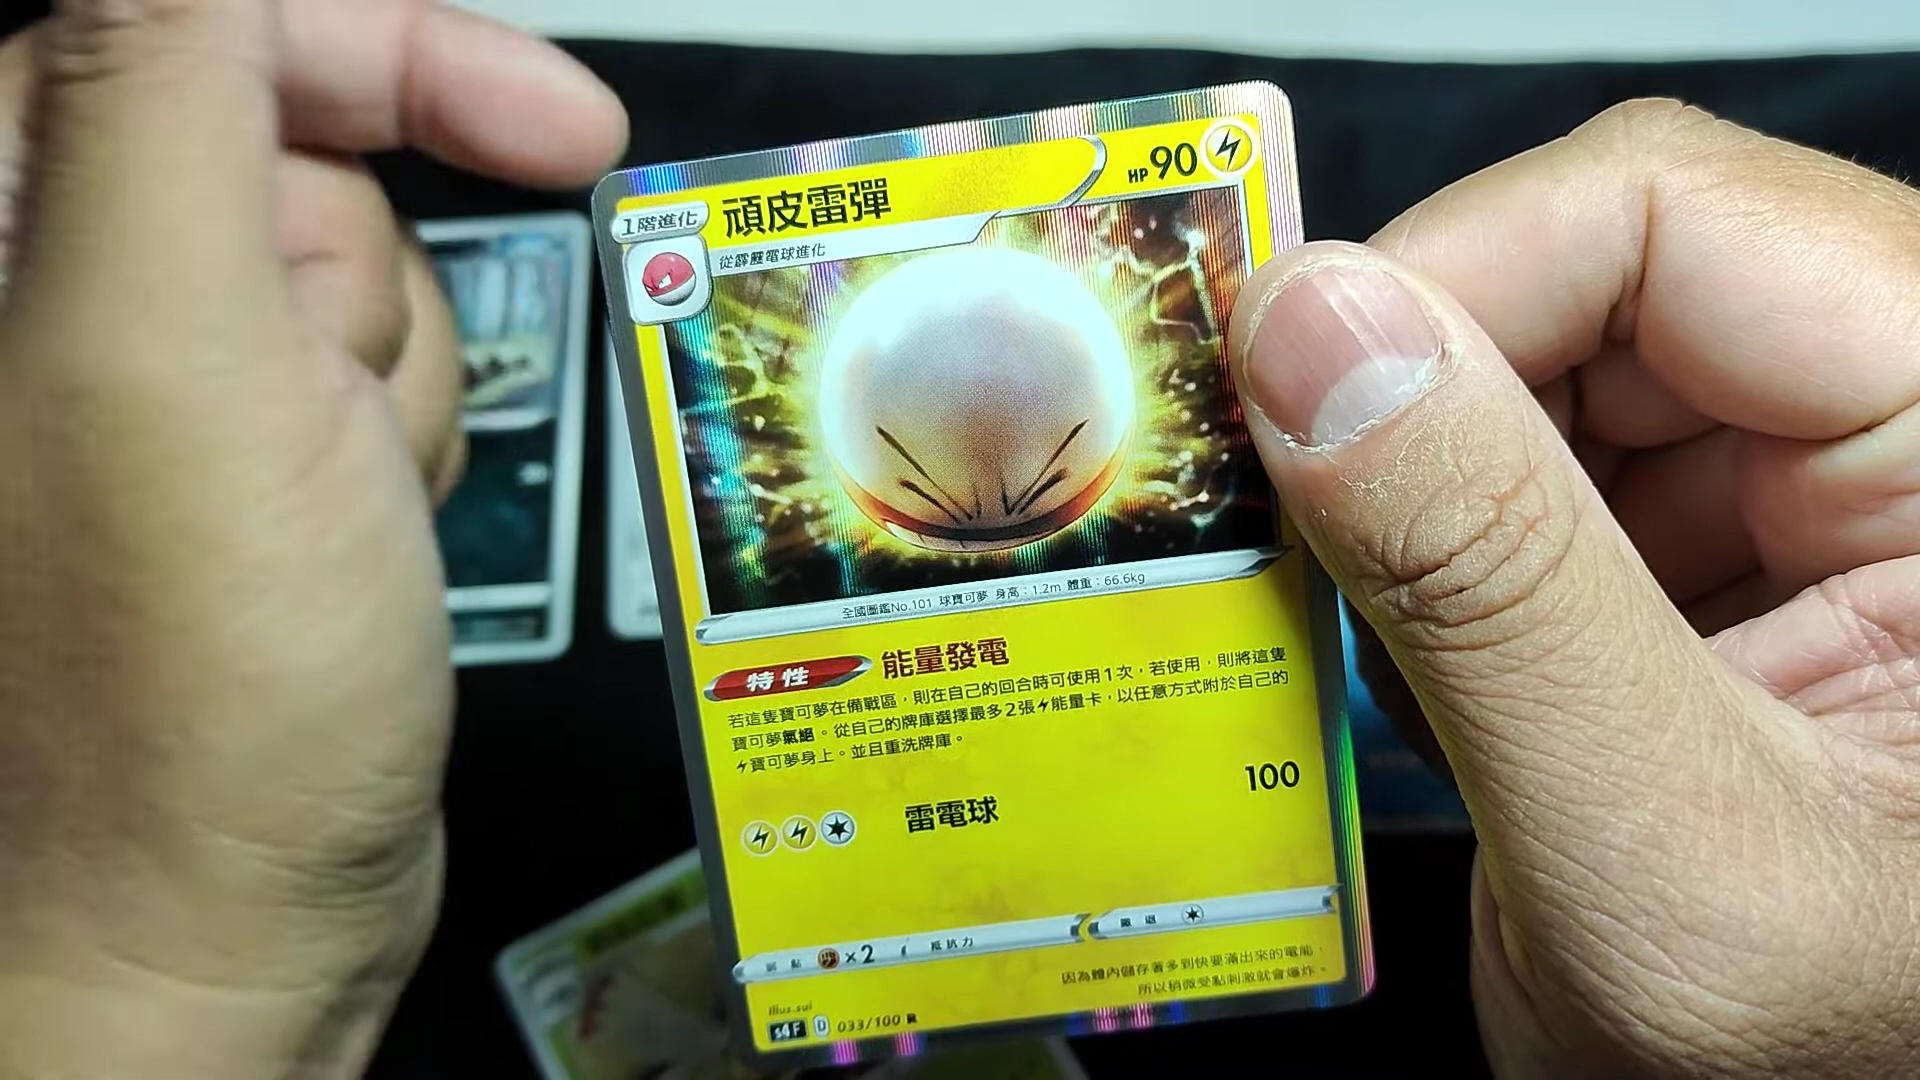 1階進化
頑皮雷彈
HP90
從霹靂電球進化
全國圖鑑No.101 球寶可夢 身高：1.2m 體重：66.6kg
特性 能量發電
若這隻寶可夢在備戰區，則在自己的回合時可使用1次，若使用，則將這隻
寶可夢氣絕。從自己的牌庫選擇最多2張能量卡，以任意方式附於自己的
寶可夢身上。並且重洗牌庫。
雷電球 100
弱點 ×2 抵抗力 撤退
因為體內儲存著多到快要滿出來的電能，
所以稍微受點刺激就會爆炸。
Illus.sui
s4 F D 033/100 R